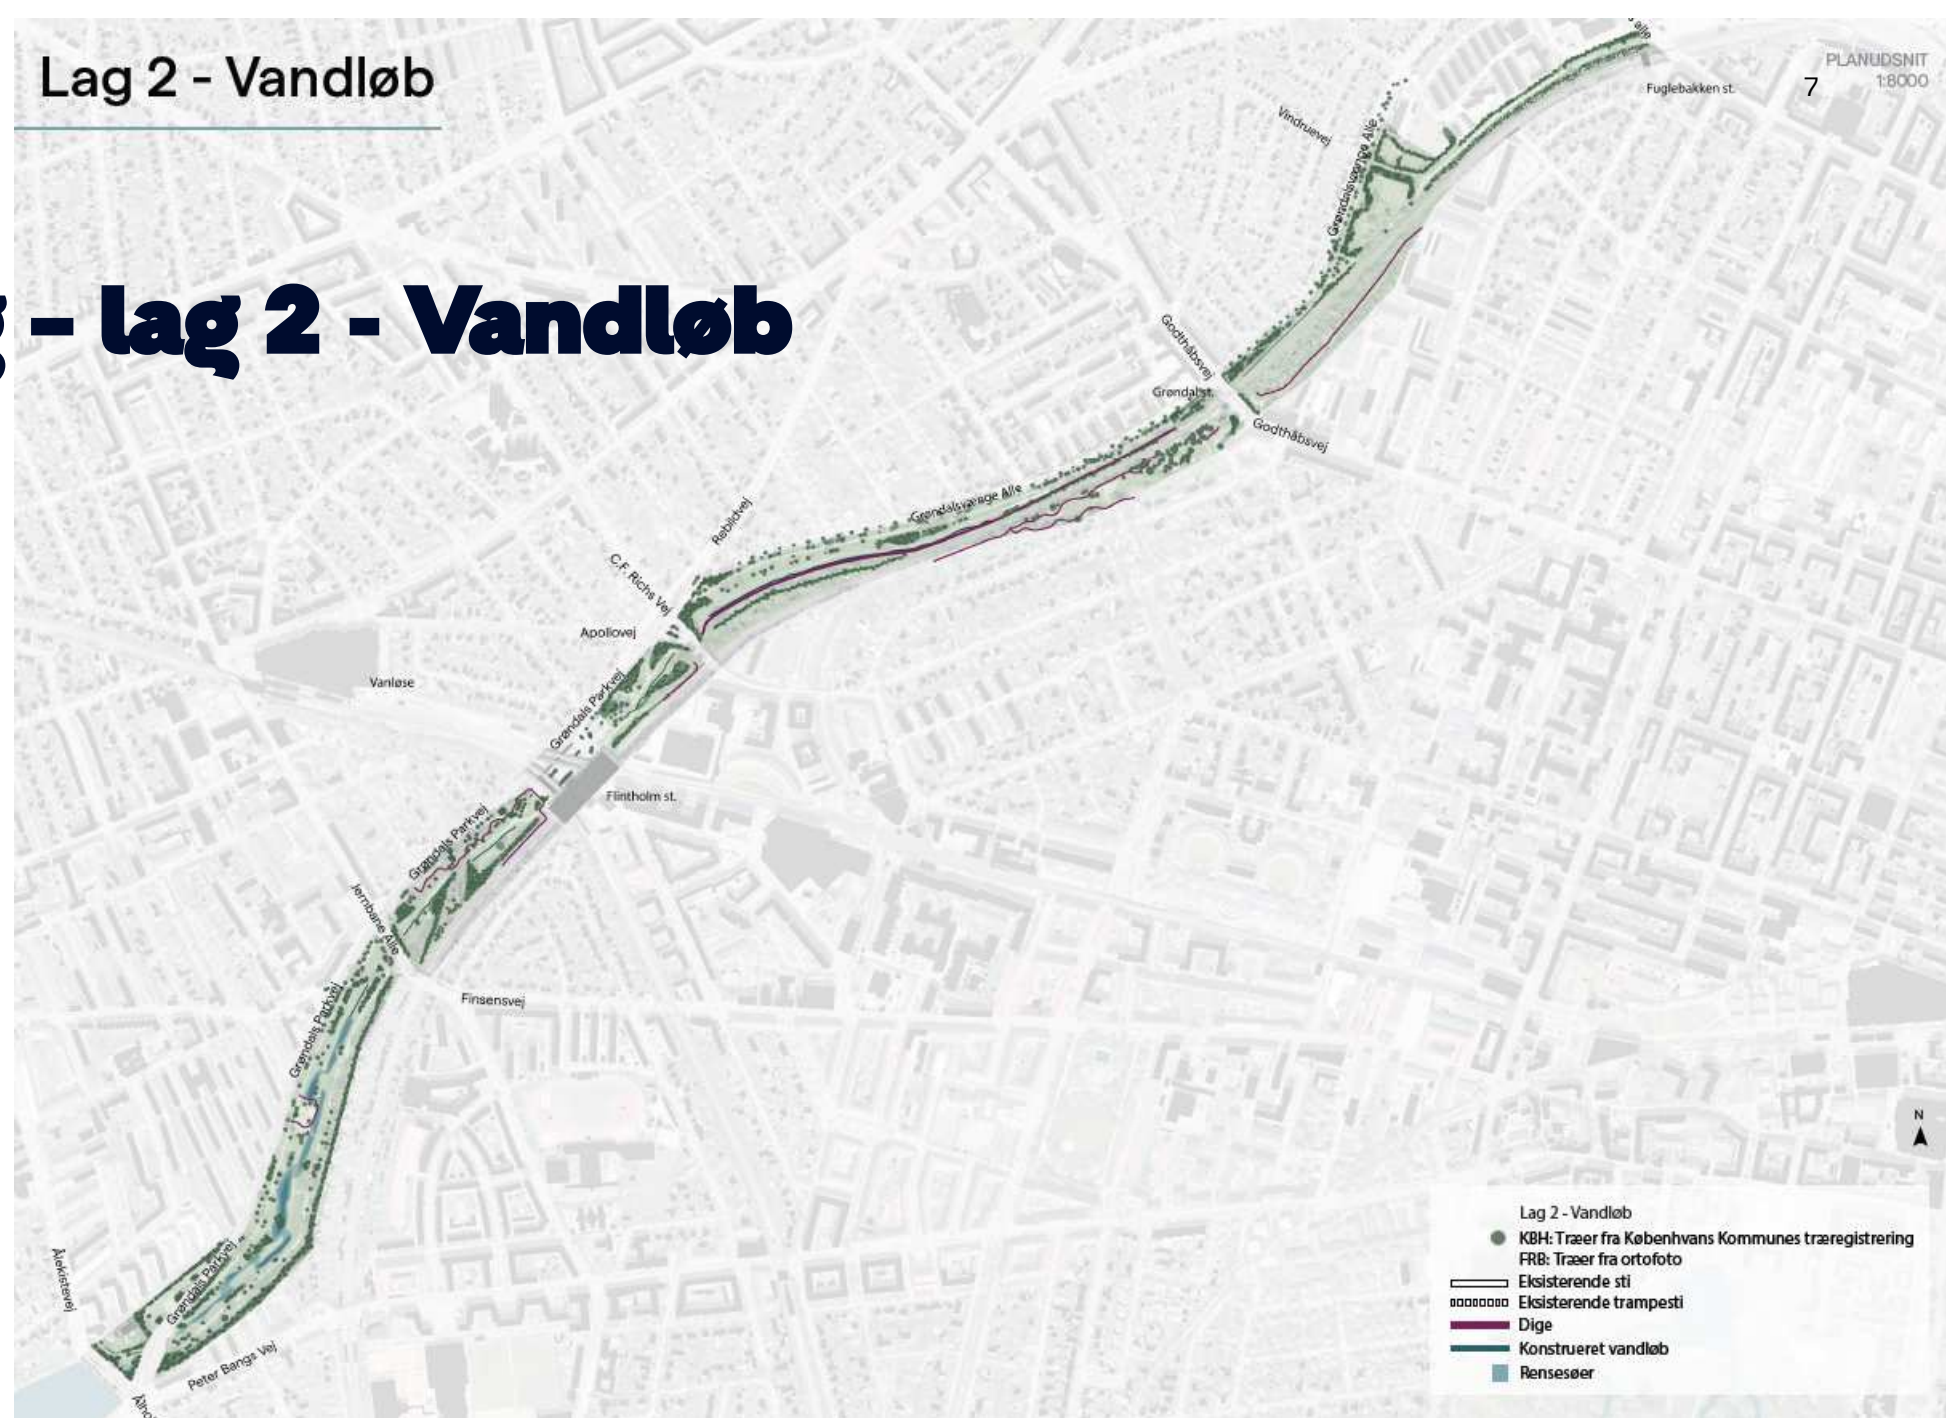 Lag 2 - Vandløb
PLANUDSNIT
1:8000
7
Fuglebakken st.
Vindruevej
Grøndalsvænge Alle
– lag 2 - Vandløb
Godthåbsvej
Grøndal st.
Godthåbsvej
Grøndalsvænge Alle
Rebildvej
C.F. Richs Vej
Apollovej
Vanløse
Grøndals Parkvej
Flintholm st.
Grøndals Parkvej
Jernbane Alle
Finsensvej
Grøndals Parkvej
N
Grøndals Parkvej
Ålekistevej
Peter Bangs Vej
Lag 2 - Vandløb
KBH: Træer fra Københvans Kommunes træregistrering
FRB: Træer fra ortofoto
Eksisterende sti
Eksisterende trampesti
Dige
Konstrueret vandløb
Rensesøer